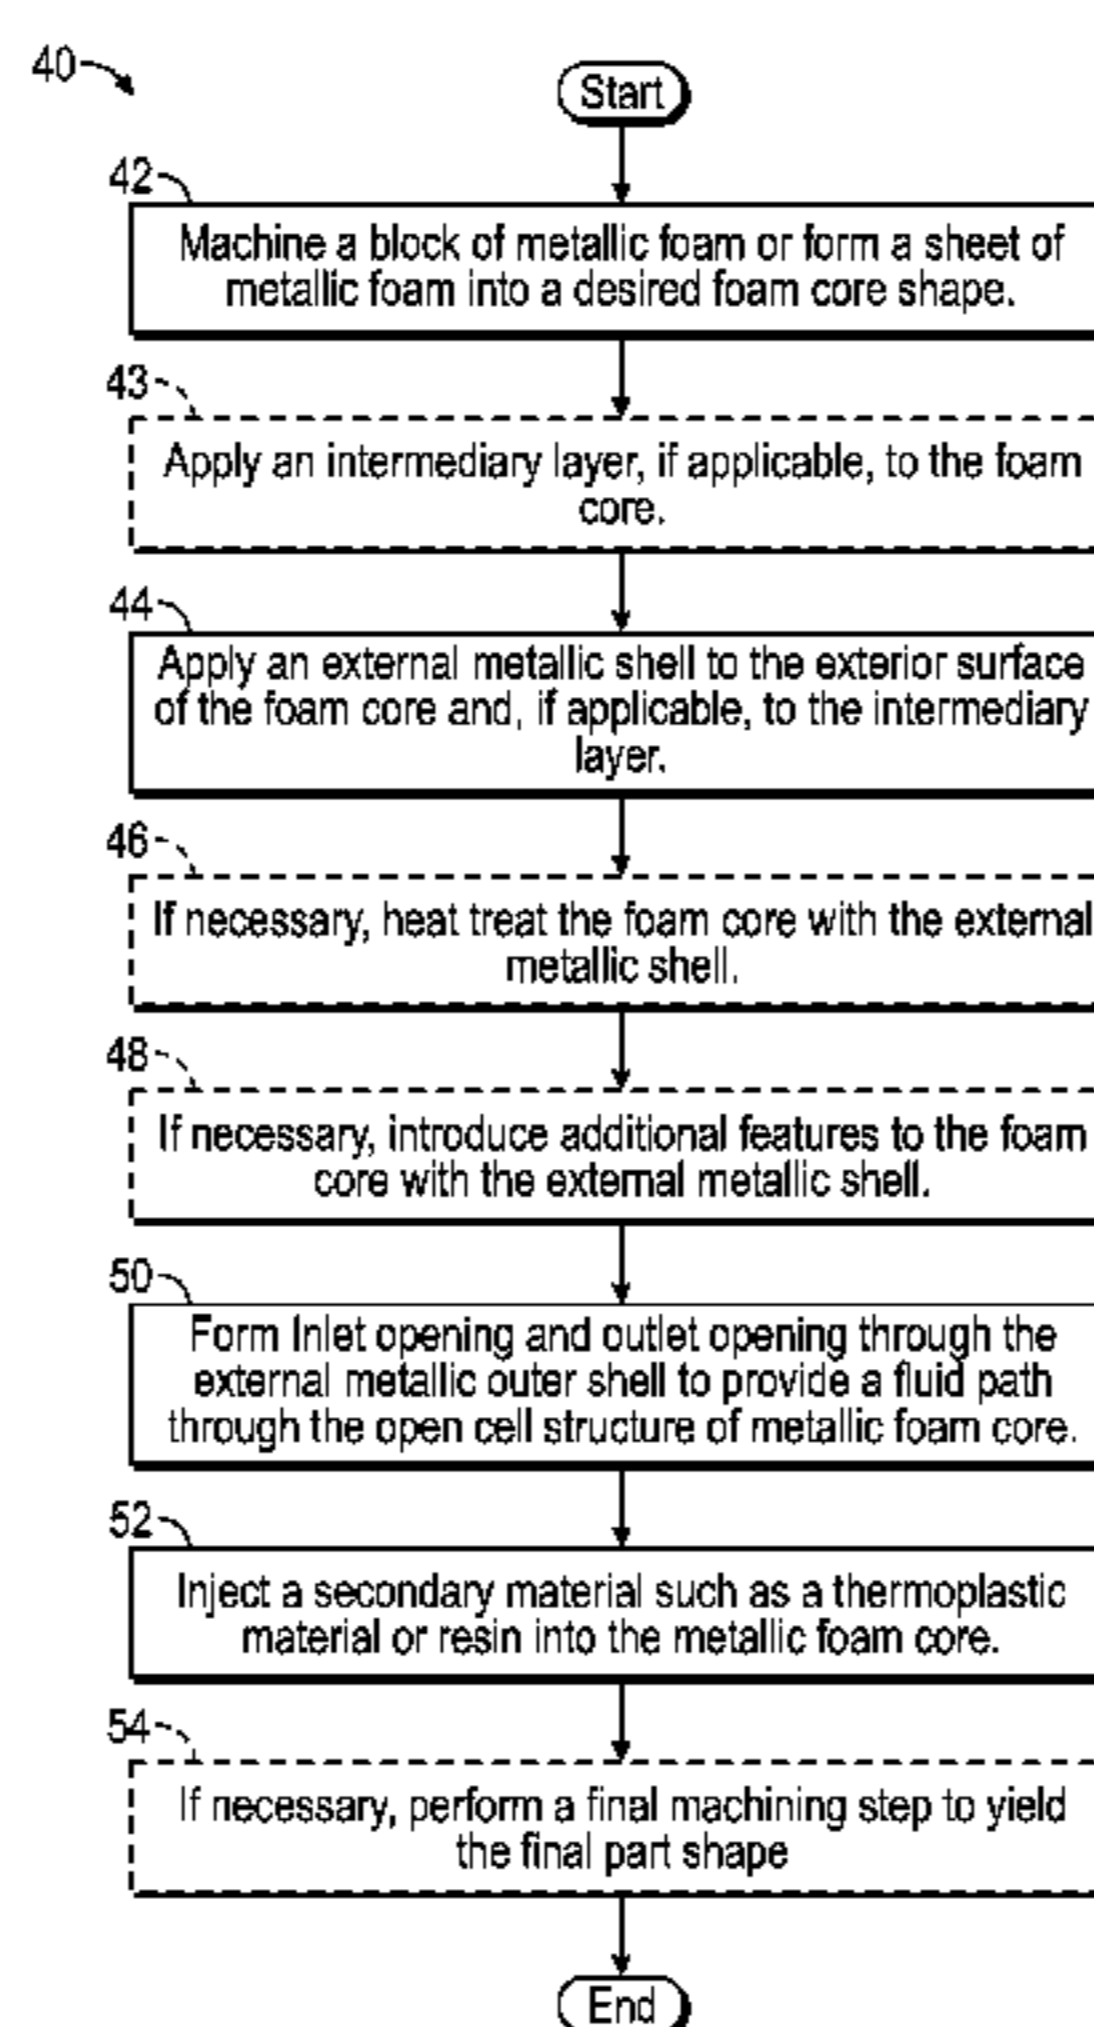 40
Start
42
Machine a block of metallic foam or form a sheet of
metallic foam into a desired foam core shape.
43
Apply an intermediary layer, if applicable, to the foam
core.
44
Apply an external metallic shell to the exterior surface
of the foam core and, if applicable, to the intermediary
layer.
46
If necessary, heat treat the foam core with the external
metallic shell.
48
If necessary, introduce additional features to the foam
core with the external metallic shell.
50
Form Inlet opening and outlet opening through the
external metallic outer shell to provide a fluid path
through the open cell structure of metallic foam core.
52
Inject a secondary material such as a thermoplastic
material or resin into the metallic foam core.
54
If necessary, perform a final machining step to yield
the final part shape
End